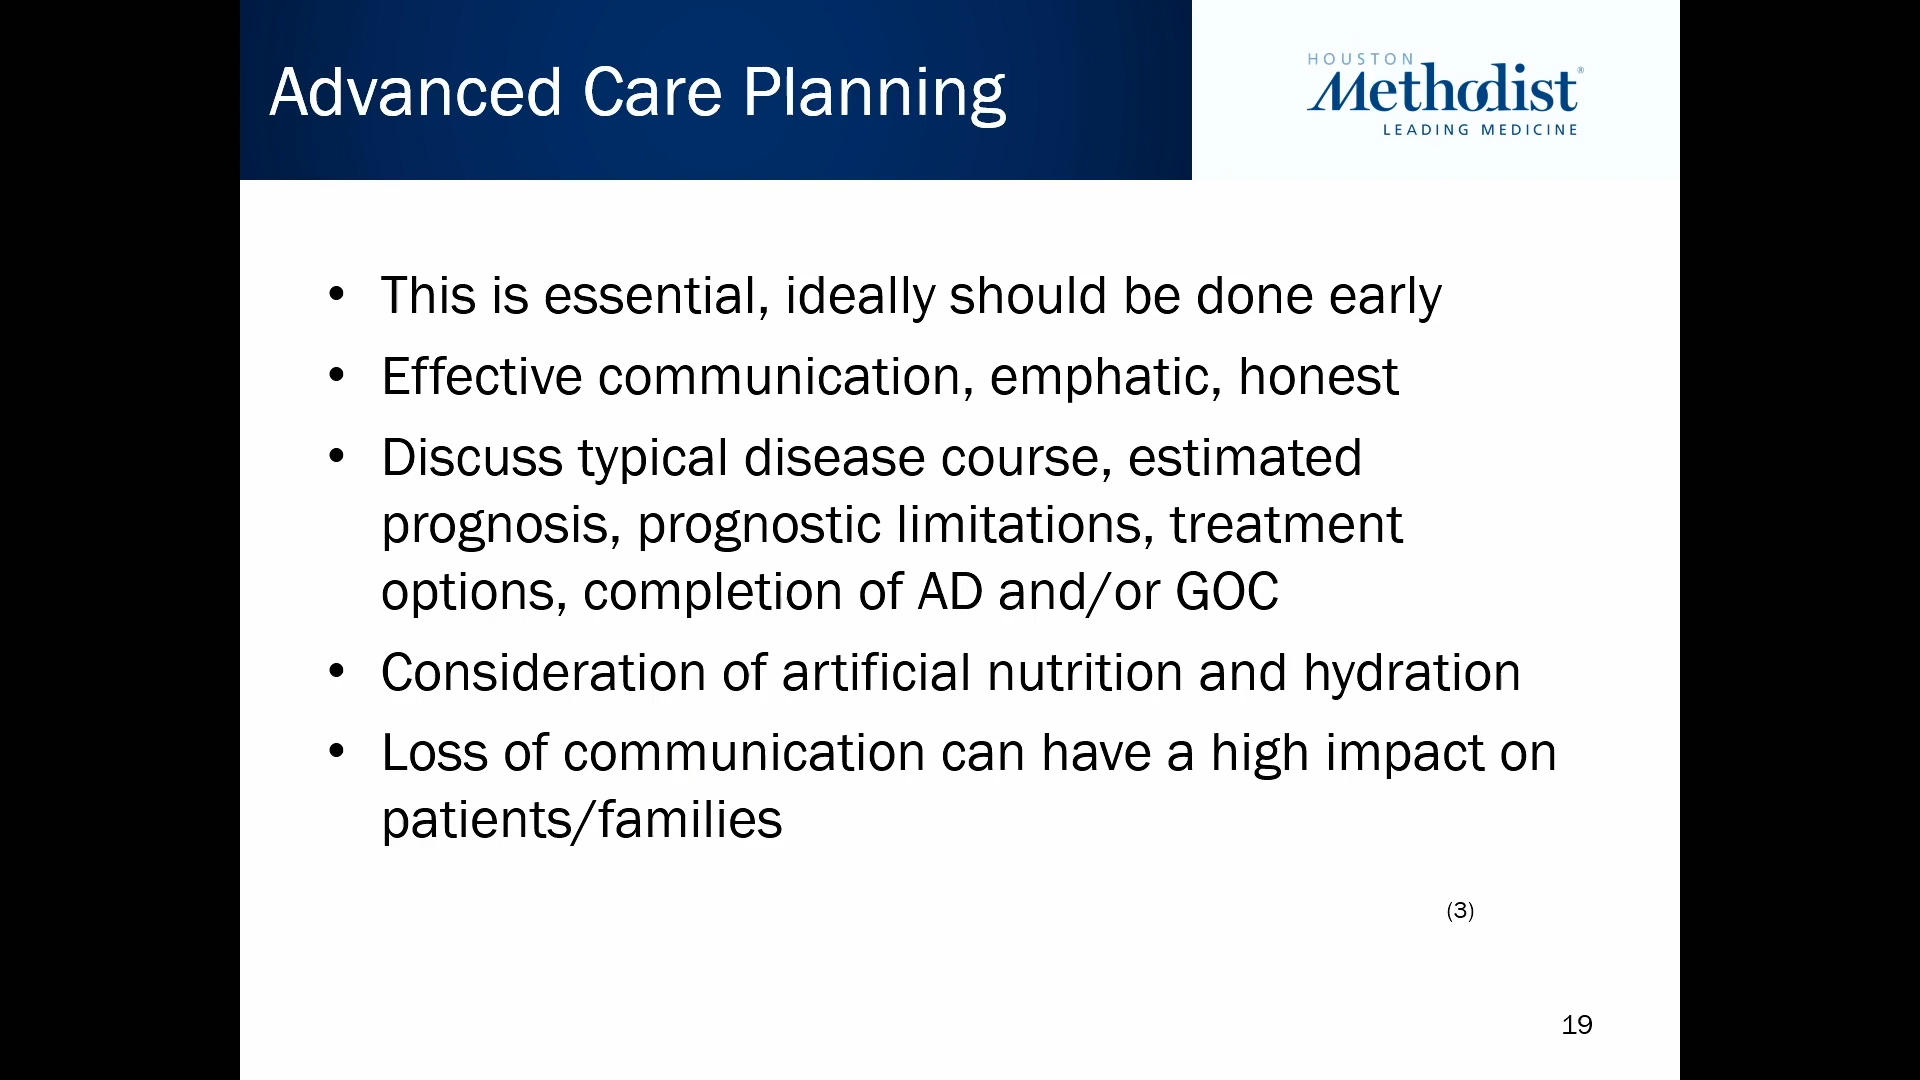 Advanced Care Planning
HOUSTON
Methodist®
LEADING MEDICINE
• This is essential, ideally should be done early
• Effective communication, emphatic, honest
• Discuss typical disease course, estimated
prognosis, prognostic limitations, treatment
options, completion of AD and/or GOC
• Consideration of artificial nutrition and hydration
• Loss of communication can have a high impact on
patients/families
(3)
19